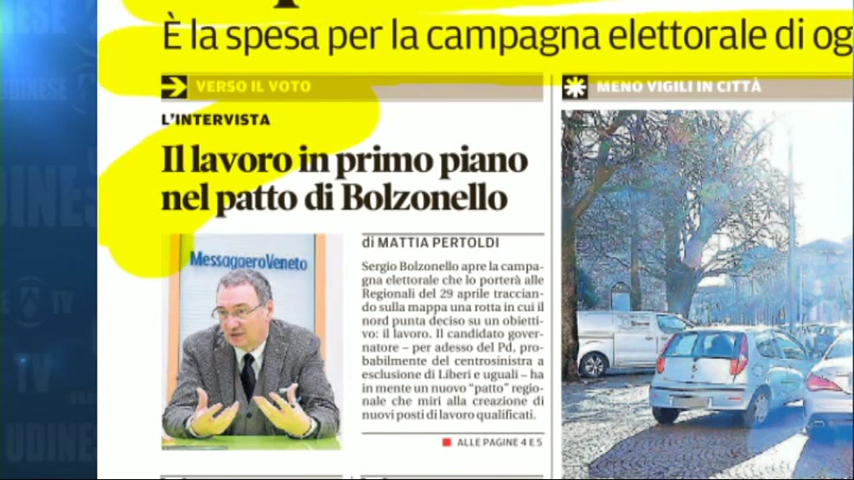 È la spesa per la campagna elettorale di og
VERSO IL VOTO
MENO VIGILI IN CITTÀ
L'INTERVISTA
Il lavoro in primo piano
nel patto di Bolzonello
MessaggeroVeneto
di MATTIA PERTOLDI
Sergio Bolzonello apre la campa-
gna elettorale che lo porterà alle
Regionali del 29 aprile traccian-
do sulla mappa una rotta in cui il
nord punta deciso su un obietti-
vo: il lavoro. Il candidato gover-
natore – per adesso del Pd, pro-
babilmente del centrosinistra a
esclusione di Liberi e uguali – ha
in mente un nuovo “patto” regio-
nale che miri alla creazione di
nuovi posti di lavoro qualificati.
ALLE PAGINE 4 E 5
UDINESE
TV
UDINESE